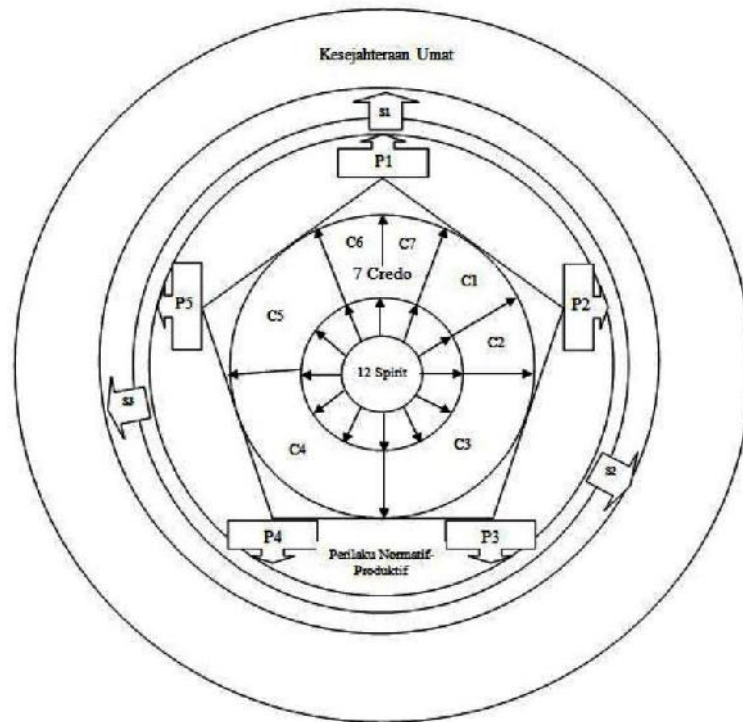 Kesejahteraan Umat
S1
P1
C6
C7
7 Credo
C1
C5
P5
P2
C2
12 Spirit
S3
C4
C3
S2
P4
P3
Perilaku Normatif-
Produktif